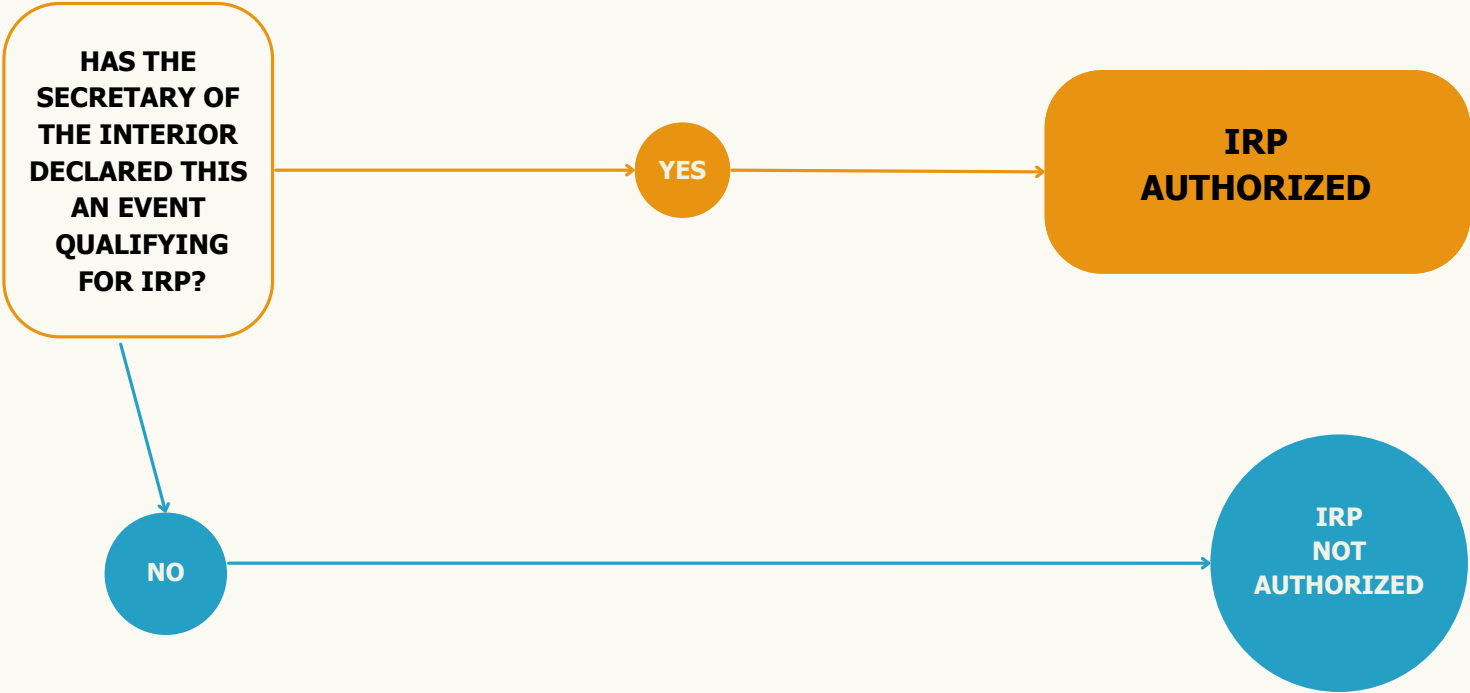 HAS THE
SECRETARY OF
THE INTERIOR
DECLARED THIS
AN EVENT
QUALIFYING
FOR IRP?
YES
IRP
AUTHORIZED
NO
IRP
NOT
AUTHORIZED